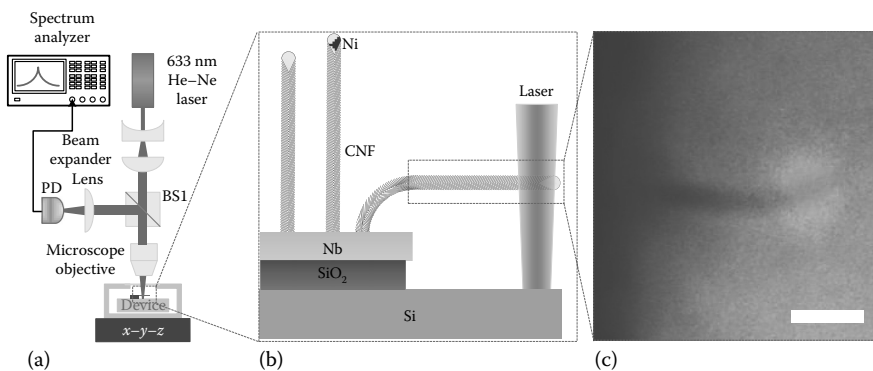 Spectrum
analyzer
633 nm
He–Ne
laser
Beam
expander
Lens
PD
BS1
Microscope
objective
Device
x–y–z
(a)
Ni
CNF
Laser
Nb
SiO2
Si
(b)
(c)